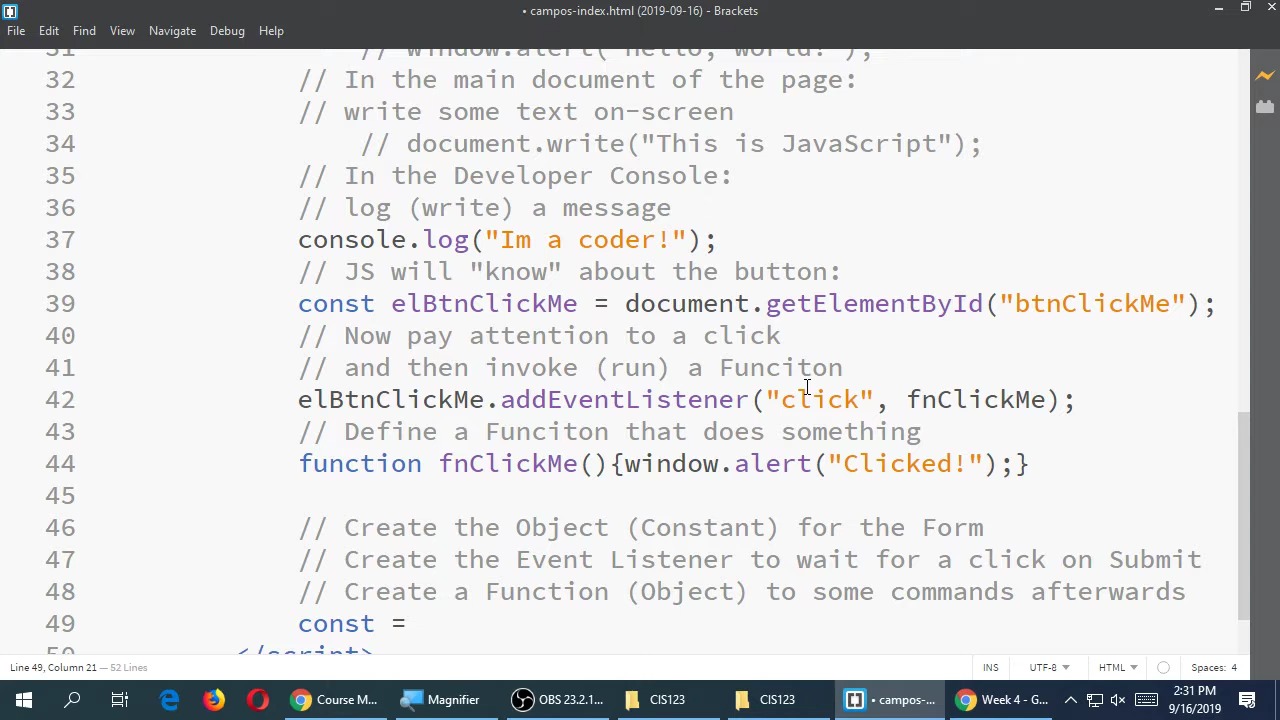 • campos-index.html (2019-09-16) - Brackets
File Edit View Navigate Debug Help
31 // window.alert("hello, world!");
32 // In the main document of the page:
33 // write some text on-screen
34 // document.write("This is JavaScript");
35 // In the Developer Console:
36 // log (write) a message
37 console.log("Im a coder!");
38 // JS will "know" about the button:
39 const elBtnClickMe = document.getElementById("btnClickMe");
40 // Now pay attention to a click
41 // and then invoke (run) a Funciton
42 elBtnClickMe.addEventListener("click", fnClickMe);
43 // Define a Funciton that does something
44 function fnClickMe(){window.alert("Clicked!");}
45
46 // Create the Object (Constant) for the Form
47 // Create the Event Listener to wait for a click on Submit
48 // Create a Function (Object) to some commands afterwards
49 const =
50 </script>
Line 49, Column 21 — 52 Lines INS UTF-8 HTML Spaces: 4
Course M... Magnifier OBS 23.2.1... CIS123 CIS123 • campos-... Week 4 - G... 2:31 PM
9/16/2019